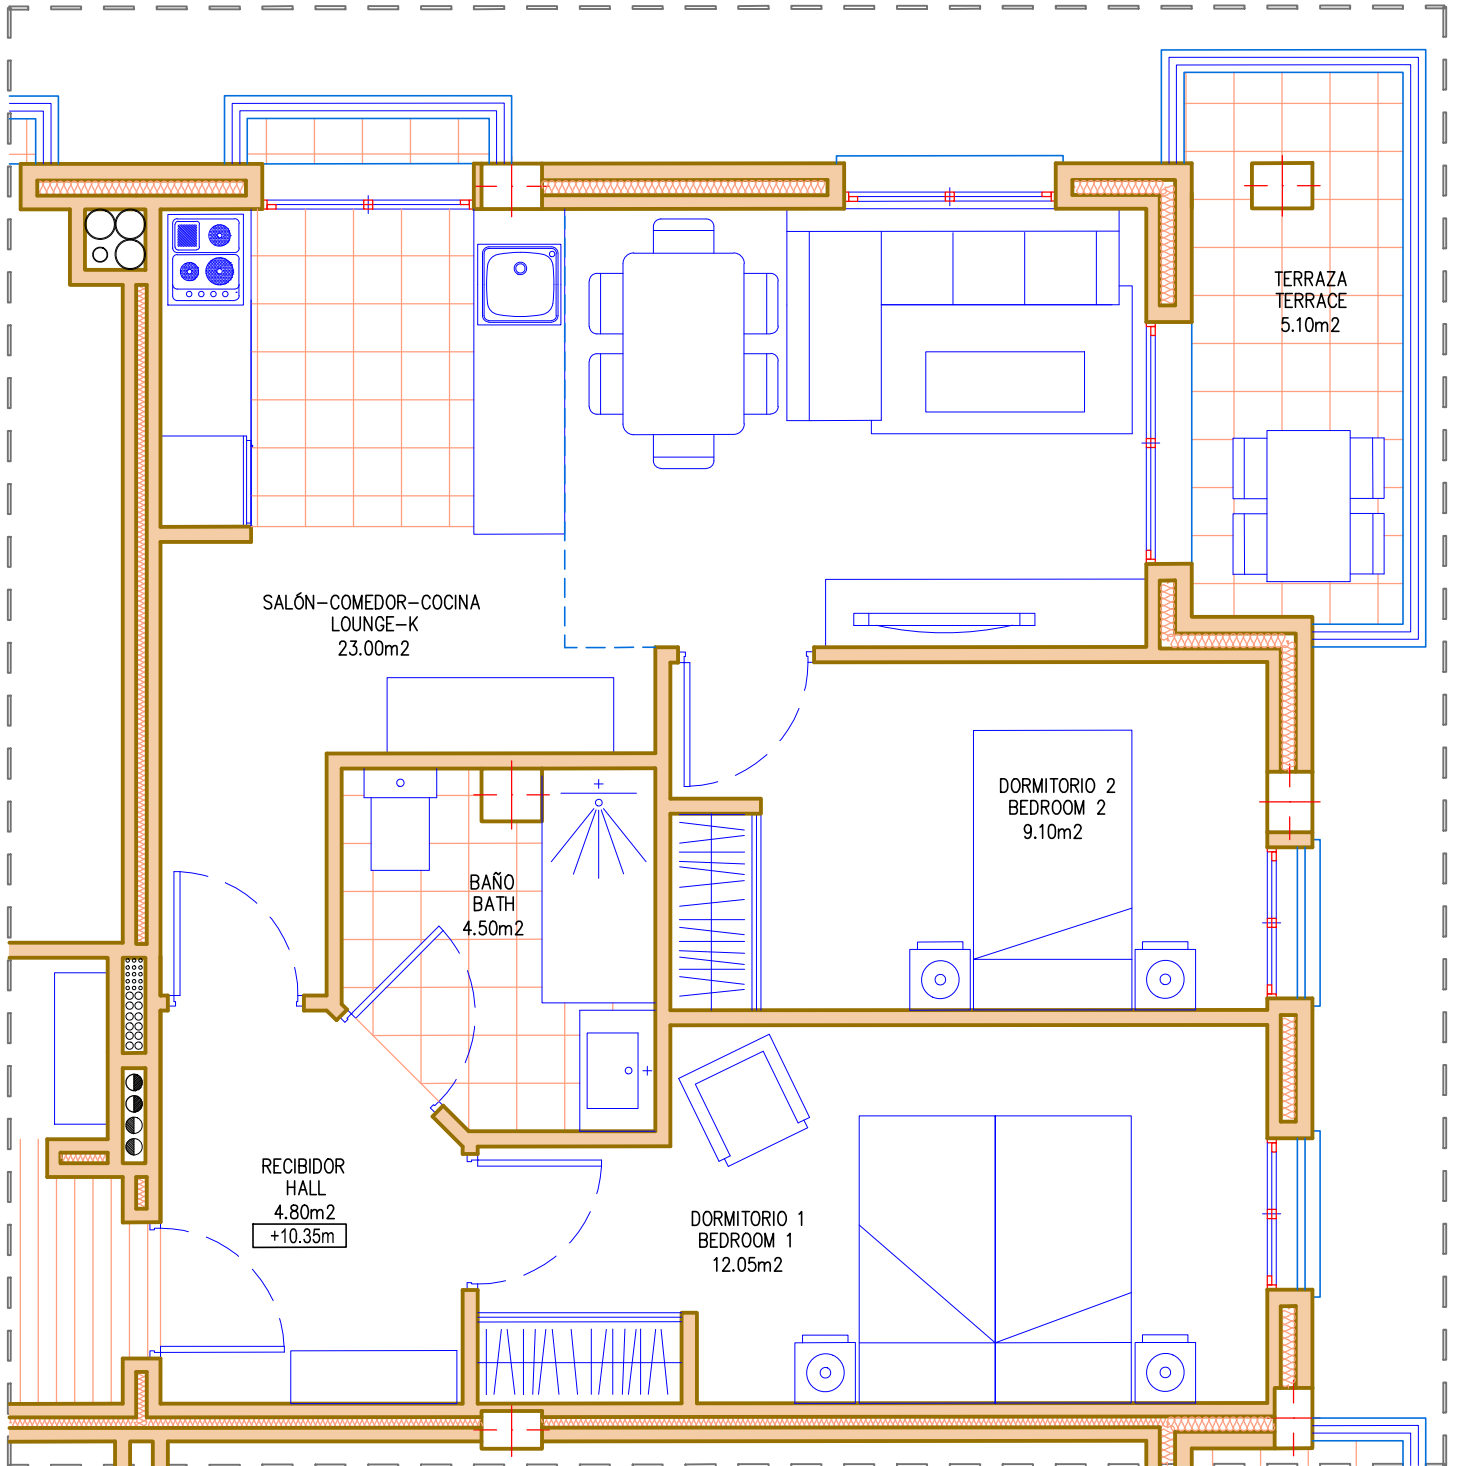 TERRAZA
TERRACE
5.10m2
SALÓN-COMEDOR-COCINA
LOUNGE-K
23.00m2
DORMITORIO 2
BEDROOM 2
9.10m2
BAÑO
BATH
4.50m2
RECIBIDOR
HALL
4.80m2
+10.35m
DORMITORIO 1
BEDROOM 1
12.05m2